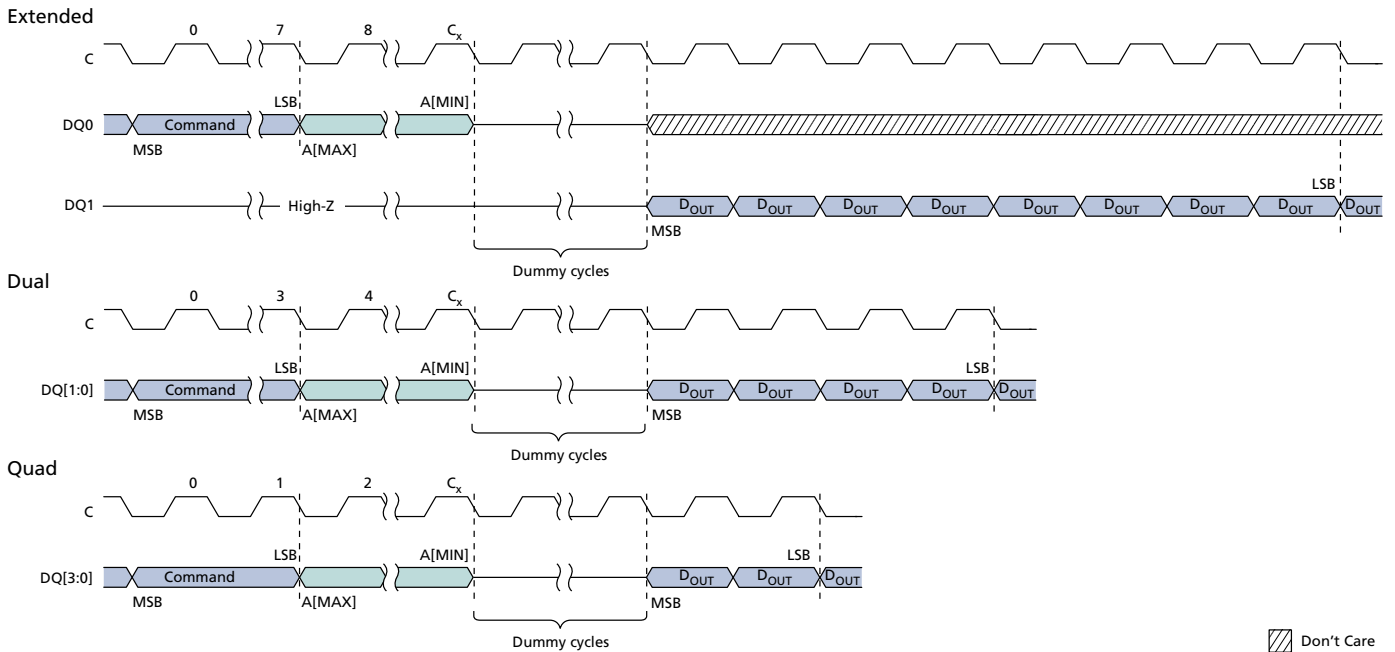 Extended
0 7 8 Cx
C
LSB A[MIN]
DQ0 Command
MSB A[MAX]
LSB
DQ1 High-Z DOUT DOUT DOUT DOUT DOUT DOUT DOUT DOUT DOUT
MSB
Dummy cycles
Dual
0 3 4 Cx
C
LSB A[MIN] LSB
DQ[1:0] Command DOUT DOUT DOUT DOUT DOUT
MSB A[MAX] MSB
Dummy cycles
Quad
0 1 2 Cx
C
LSB A[MIN] LSB
DQ[3:0] Command DOUT DOUT DOUT
MSB A[MAX] MSB
Dummy cycles
Don’t Care